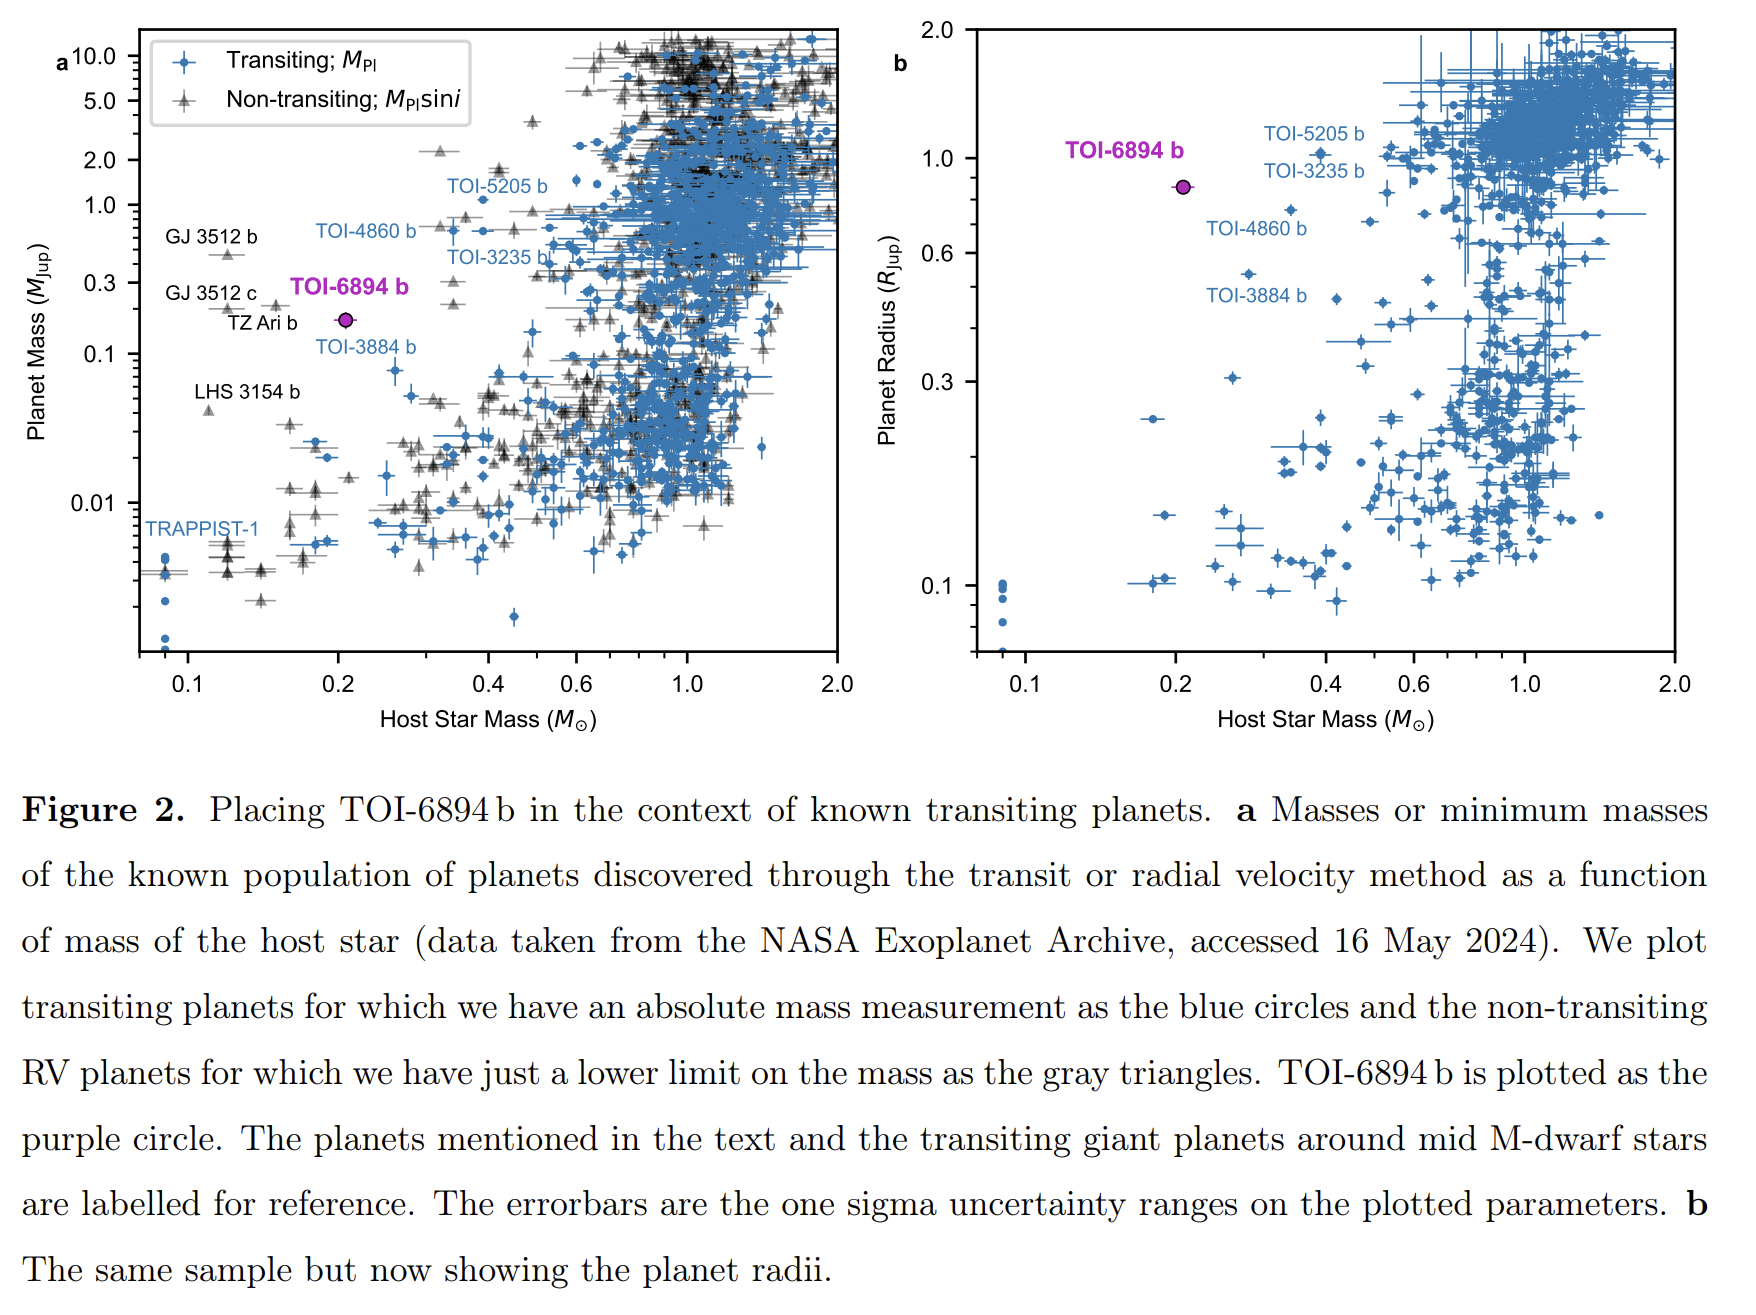 a
10.0
5.0
2.0
1.0
0.3
0.1
0.01
Planet Mass (M_Jup)
Transiting; M_Pl
Non-transiting; M_Pl sin i
TOI-5205 b
TOI-4860 b
GJ 3512 b
TOI-3235 b
TOI-6894 b
GJ 3512 c
TZ Ari b
TOI-3884 b
LHS 3154 b
TRAPPIST-1
0.1 0.2 0.4 0.6 1.0 2.0
Host Star Mass (M_⊙)
b
2.0
1.0
0.6
0.3
0.1
Planet Radius (R_Jup)
TOI-5205 b
TOI-6894 b
TOI-3235 b
TOI-4860 b
TOI-3884 b
0.1 0.2 0.4 0.6 1.0 2.0
Host Star Mass (M_⊙)
Figure 2. Placing TOI-6894 b in the context of known transiting planets. a Masses or minimum masses
of the known population of planets discovered through the transit or radial velocity method as a function
of mass of the host star (data taken from the NASA Exoplanet Archive, accessed 16 May 2024). We plot
transiting planets for which we have an absolute mass measurement as the blue circles and the non-transiting
RV planets for which we have just a lower limit on the mass as the gray triangles. TOI-6894 b is plotted as the
purple circle. The planets mentioned in the text and the transiting giant planets around mid M-dwarf stars
are labelled for reference. The errorbars are the one sigma uncertainty ranges on the plotted parameters. b
The same sample but now showing the planet radii.